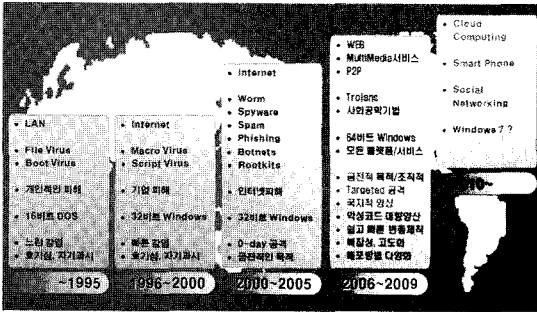 • LAN
• File Virus
• Boot Virus
• 개인적인 피해
• 16비트 DOS
• 느린 감염
• 호기심, 자기과시
~1995
• Internet
• Macro Virus
• Script Virus
• 기업 피해
• 32비트 Windows
• 빠른 감염
• 호기심, 자기과시
1996~2000
• Internet
• Worm
• Spyware
• Spam
• Phishing
• Botnets
• Rootkits
• 인터넷피해
• 32비트 Windows
• 0-day 공격
• 금전적인 목적
2000~2005
• WEB
• MultiMedia서비스
• P2P
• Trojans
• 사회공학기법
• 64비트 Windows
• 모든 플랫폼/서비스
• 금전적 목적/조직적
• Targeted 공격
• 국지적 양상
• 악성코드 대량양산
• 쉽고 빠른 변종제작
• 복잡성, 고도화
• 배포방법 다양화
2006~2009
• Cloud
Computing
• Smart Phone
• Social
Networking
• Windows 7 ?
10~